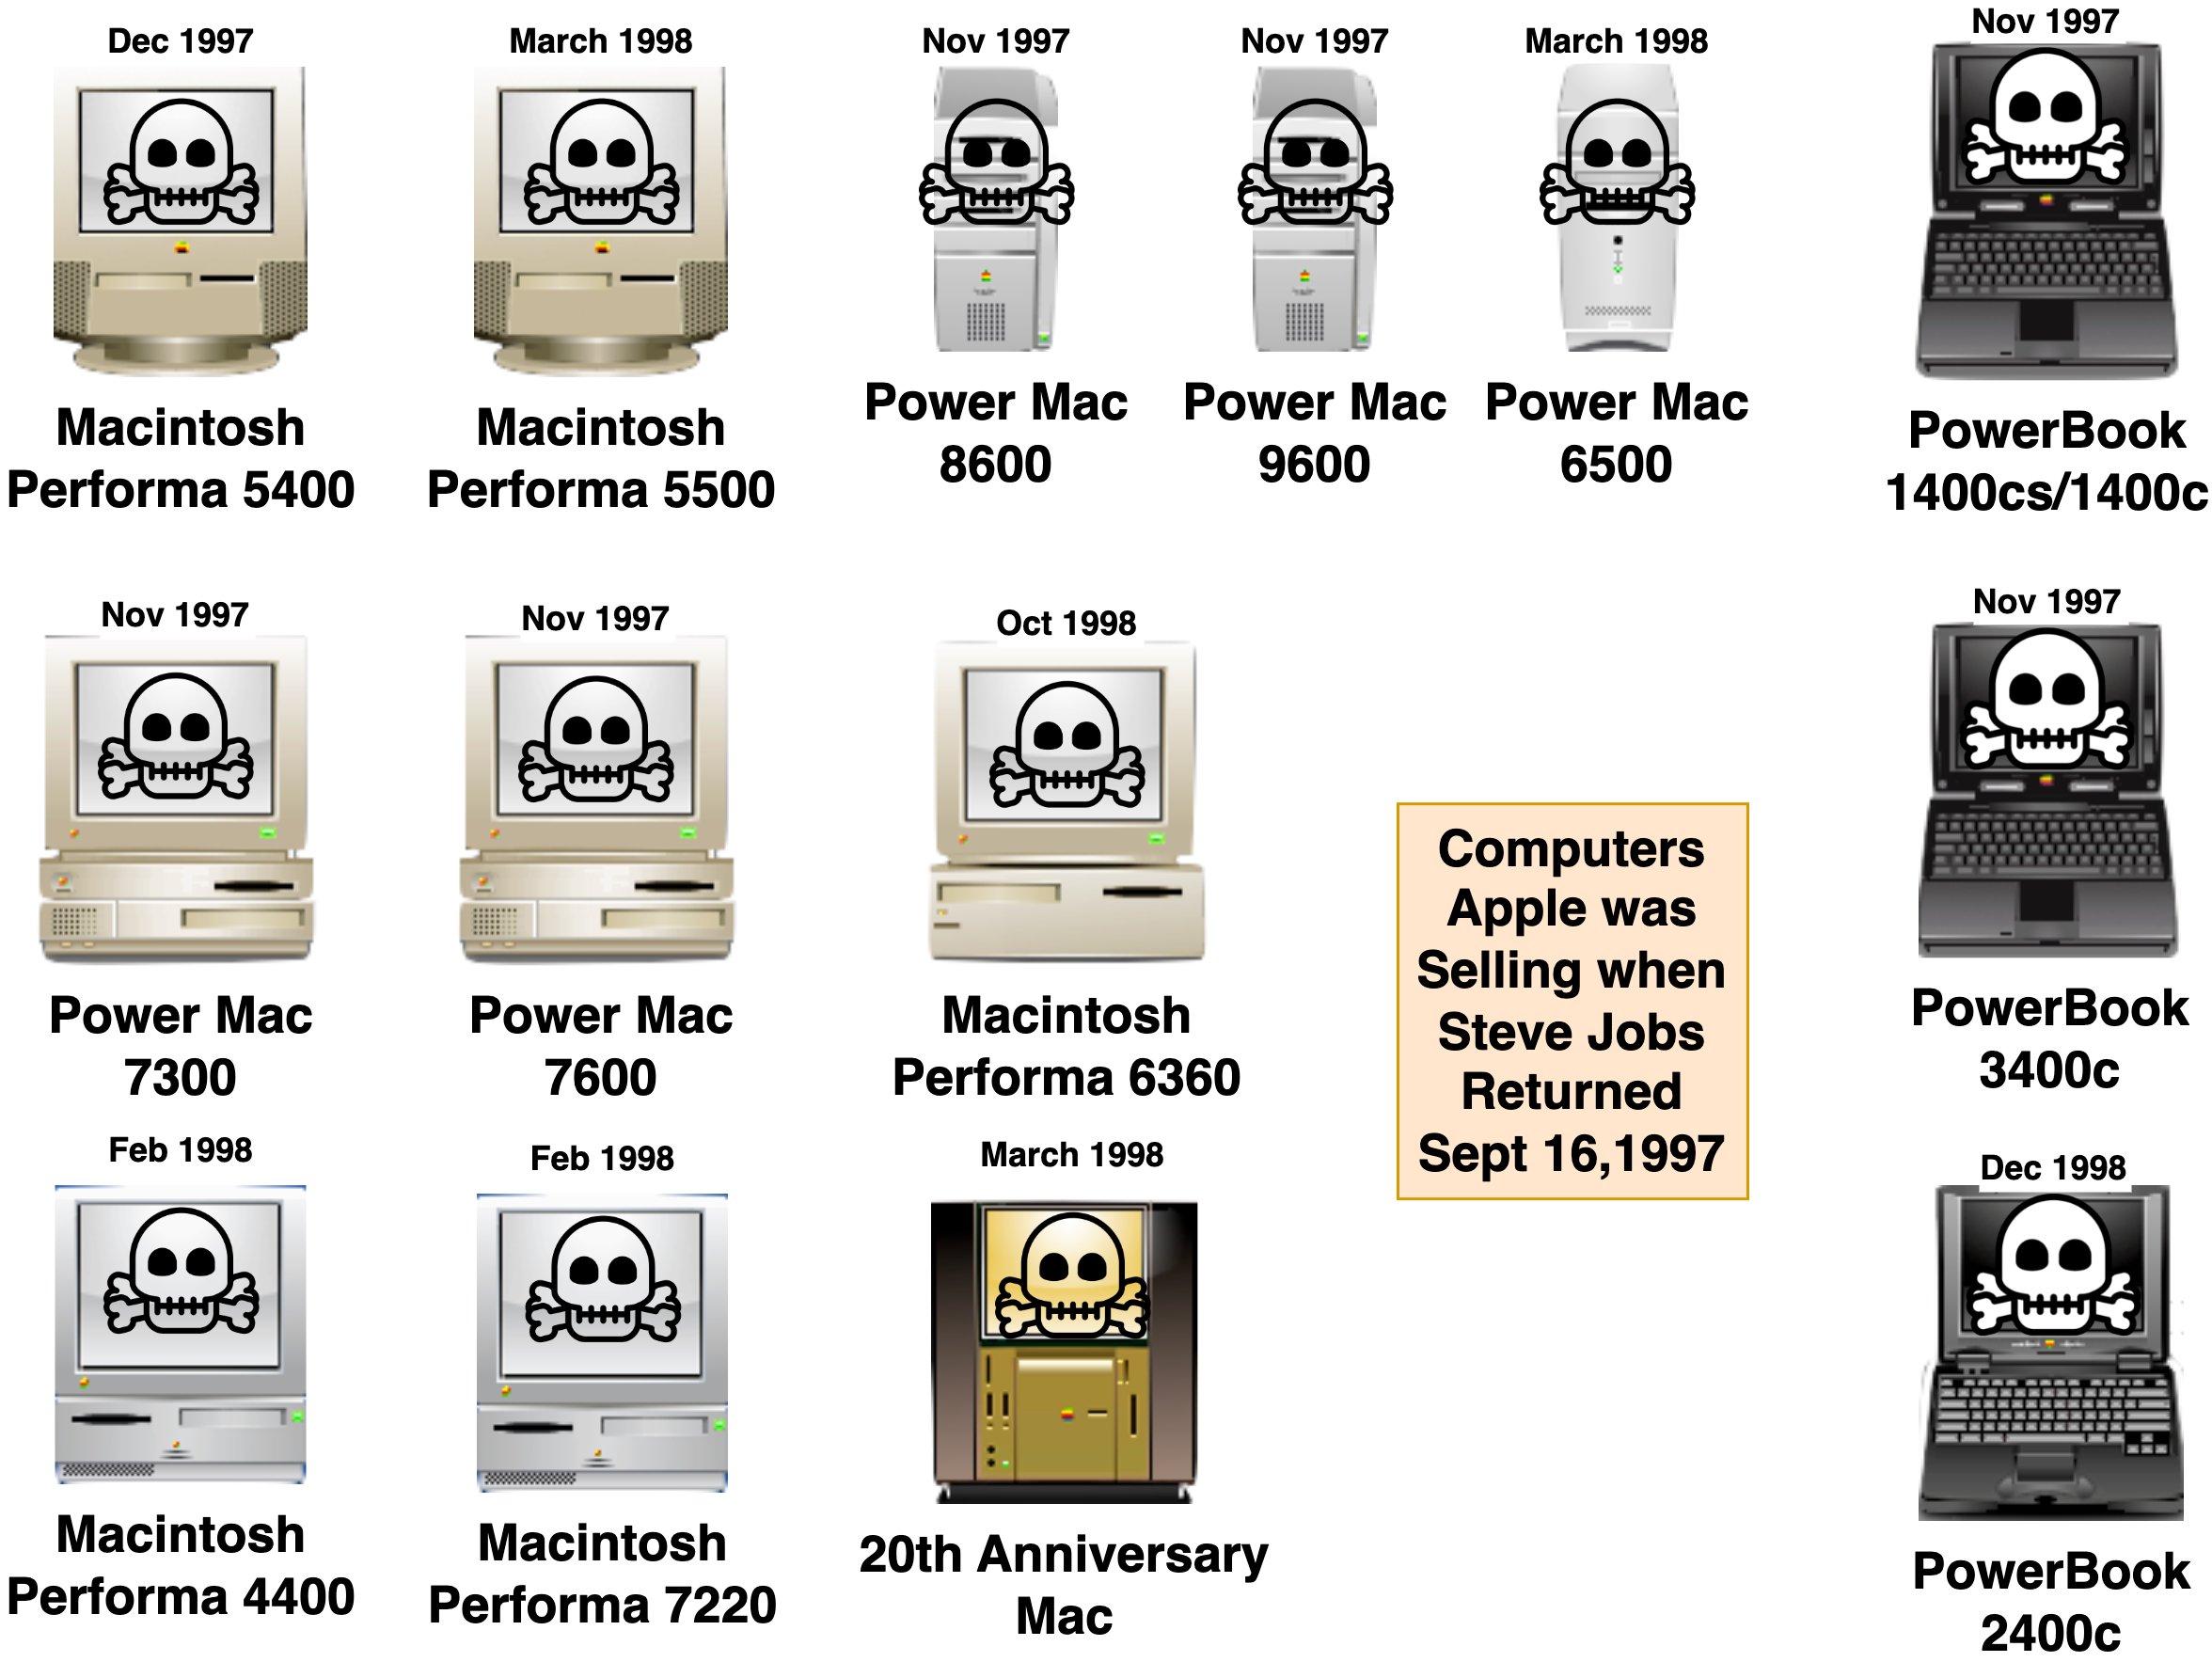 Dec 1997
Macintosh
Performa 5400
March 1998
Macintosh
Performa 5500
Nov 1997
Power Mac
8600
Nov 1997
Power Mac
9600
March 1998
Power Mac
6500
Nov 1997
PowerBook
1400cs/1400c
Nov 1997
Power Mac
7300
Nov 1997
Power Mac
7600
Oct 1998
Macintosh
Performa 6360
Computers
Apple was
Selling when
Steve Jobs
Returned
Sept 16,1997
Nov 1997
PowerBook
3400c
Feb 1998
Macintosh
Performa 4400
Feb 1998
Macintosh
Performa 7220
March 1998
20th Anniversary
Mac
Dec 1998
PowerBook
2400c